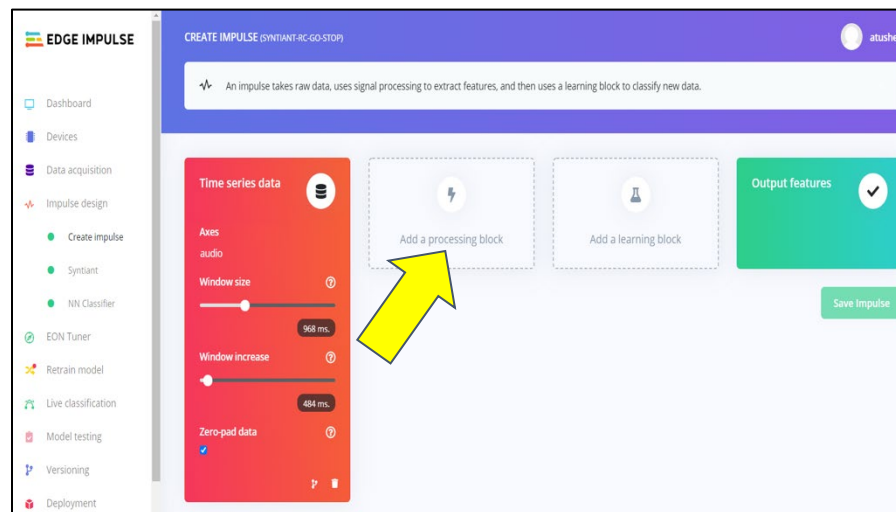 EDGE IMPULSE
Dashboard
Devices
Data acquisition
Impulse design
Create impulse
Syntiant
NN Classifier
EON Tuner
Retrain model
Live classification
Model testing
Versioning
Deployment
CREATE IMPULSE (SYNTIANT-RC-GO-STOP)
atushe
An impulse takes raw data, uses signal processing to extract features, and then uses a learning block to classify new data.
Time series data
Axes
audio
Window size
968 ms.
Window increase
484 ms.
Zero-pad data
Add a processing block
Add a learning block
Output features
Save Impulse